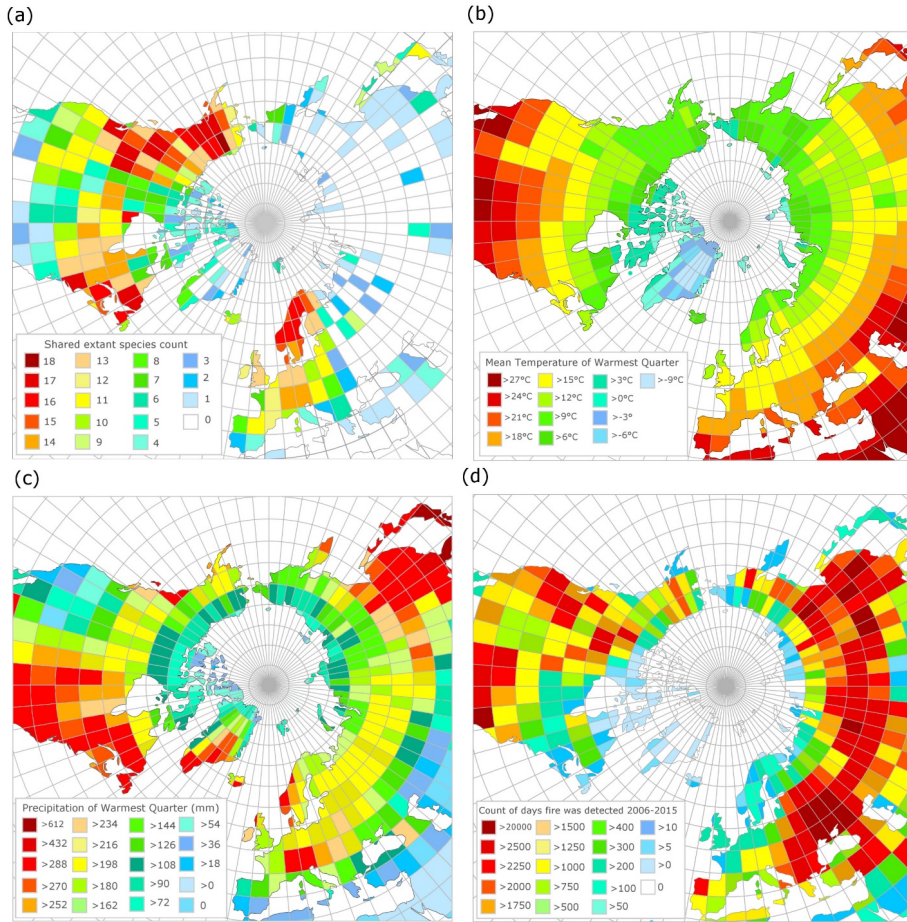 (a)
(b)
Shared extant species count
18 13 8 3
17 12 7 2
16 11 6 1
15 10 5 0
14 9 4
Mean Temperature of Warmest Quarter
>27°C >15°C >3°C >-9°C
>24°C >12°C >0°C
>21°C >9°C >-3°
>18°C >6°C >-6°C
(c)
(d)
Precipitation of Warmest Quarter (mm)
>612 >234 >144 >54
>432 >216 >126 >36
>288 >198 >108 >18
>270 >180 >90 >0
>252 >162 >72 0
Count of days fire was detected 2006-2015
>20000 >1500 >400 >10
>2500 >1250 >300 >5
>2250 >1000 >200 >0
>2000 >750 >100 0
>1750 >500 >50